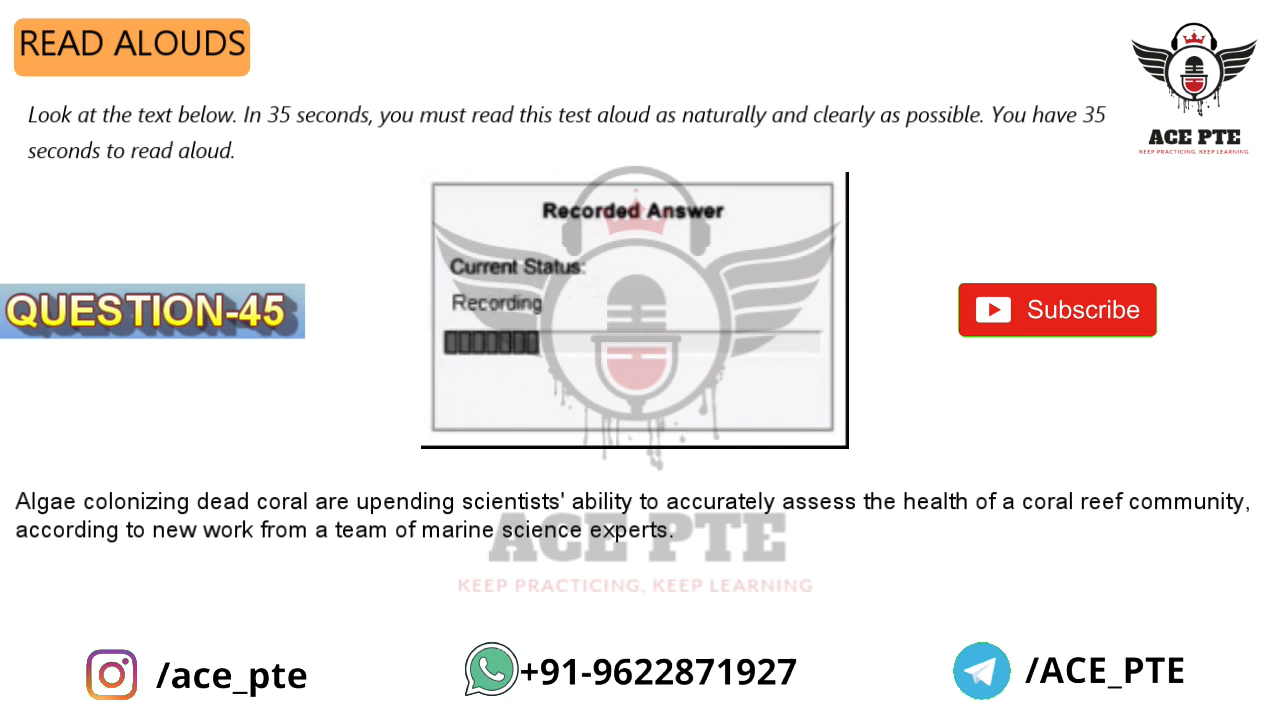 READ ALOUDS
Look at the text below. In 35 seconds, you must read this test aloud as naturally and clearly as possible. You have 35
seconds to read aloud.
ACE PTE
KEEP PRACTICING, KEEP LEARNING
Recorded Answer
Current Status:
Recording
QUESTION-45
Subscribe
Algae colonizing dead coral are upending scientists' ability to accurately assess the health of a coral reef community,
according to new work from a team of marine science experts.
ACE PTE
KEEP PRACTICING, KEEP LEARNING
/ace_pte
+91-9622871927
/ACE_PTE